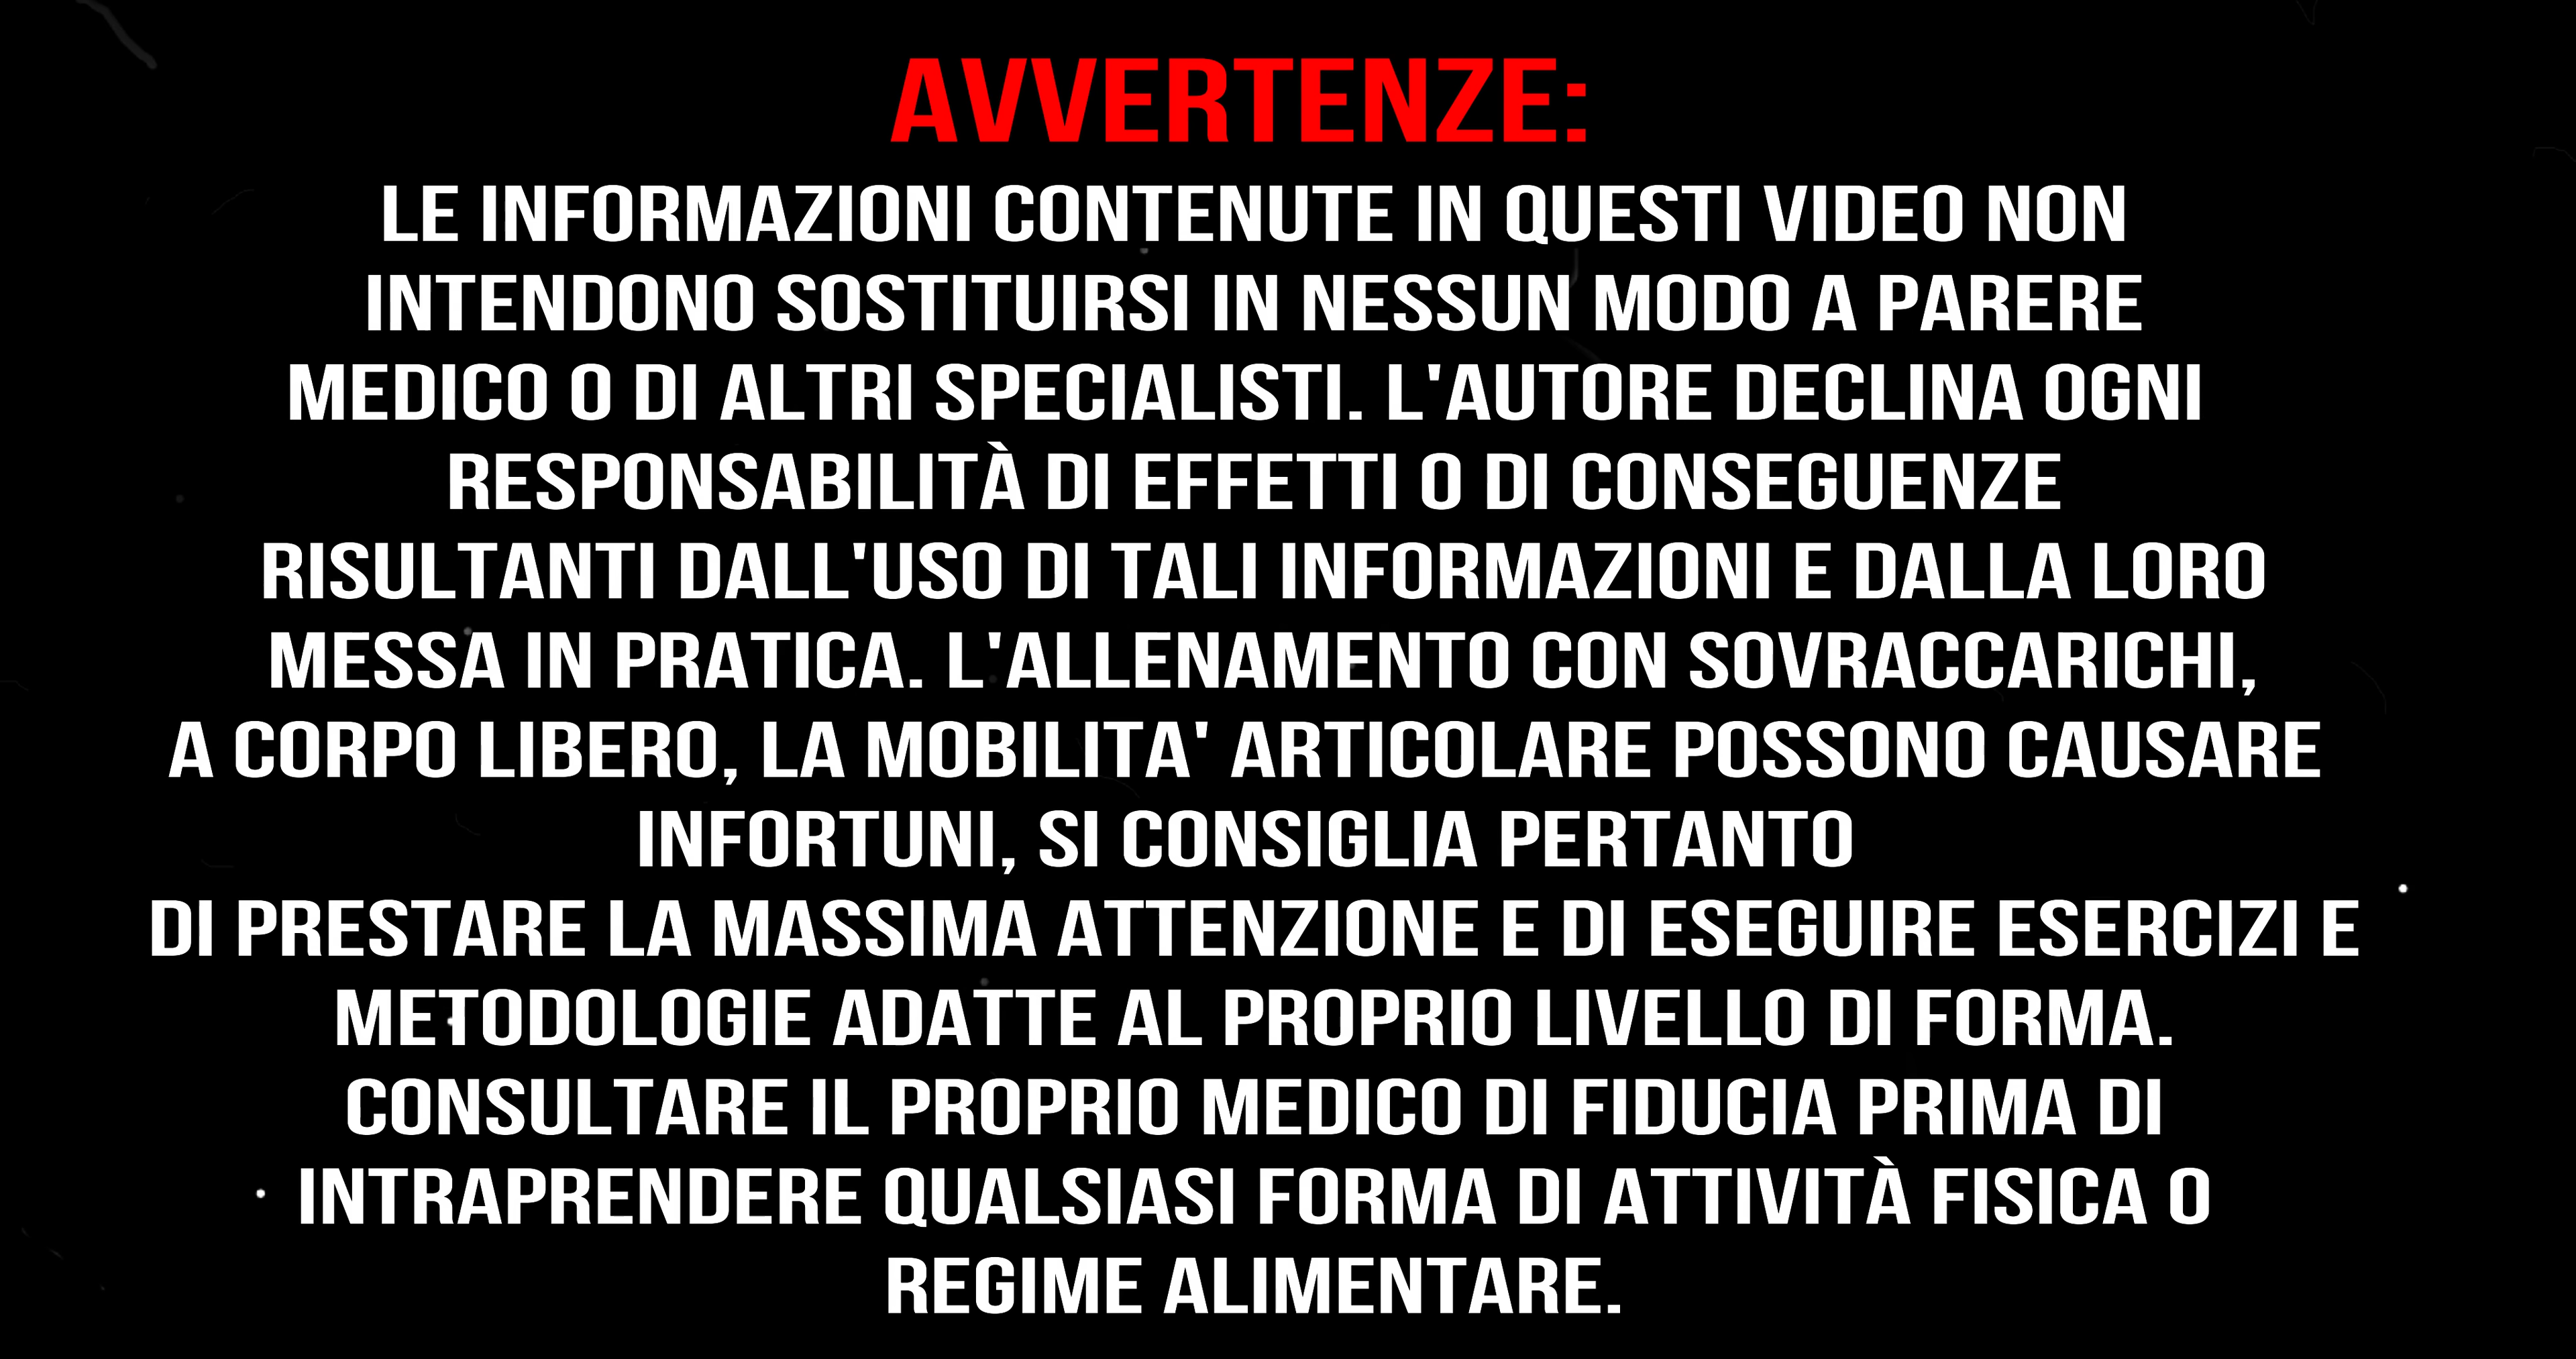 AVVERTENZE:
LE INFORMAZIONI CONTENUTE IN QUESTI VIDEO NON
INTENDONO SOSTITUIRSI IN NESSUN MODO A PARERE
MEDICO O DI ALTRI SPECIALISTI. L'AUTORE DECLINA OGNI
RESPONSABILITÀ DI EFFETTI O DI CONSEGUENZE
RISULTANTI DALL'USO DI TALI INFORMAZIONI E DALLA LORO
MESSA IN PRATICA. L'ALLENAMENTO CON SOVRACCARICHI,
A CORPO LIBERO, LA MOBILITA' ARTICOLARE POSSONO CAUSARE
INFORTUNI, SI CONSIGLIA PERTANTO
DI PRESTARE LA MASSIMA ATTENZIONE E DI ESEGUIRE ESERCIZI E
METODOLOGIE ADATTE AL PROPRIO LIVELLO DI FORMA.
CONSULTARE IL PROPRIO MEDICO DI FIDUCIA PRIMA DI
INTRAPRENDERE QUALSIASI FORMA DI ATTIVITÀ FISICA O
REGIME ALIMENTARE.